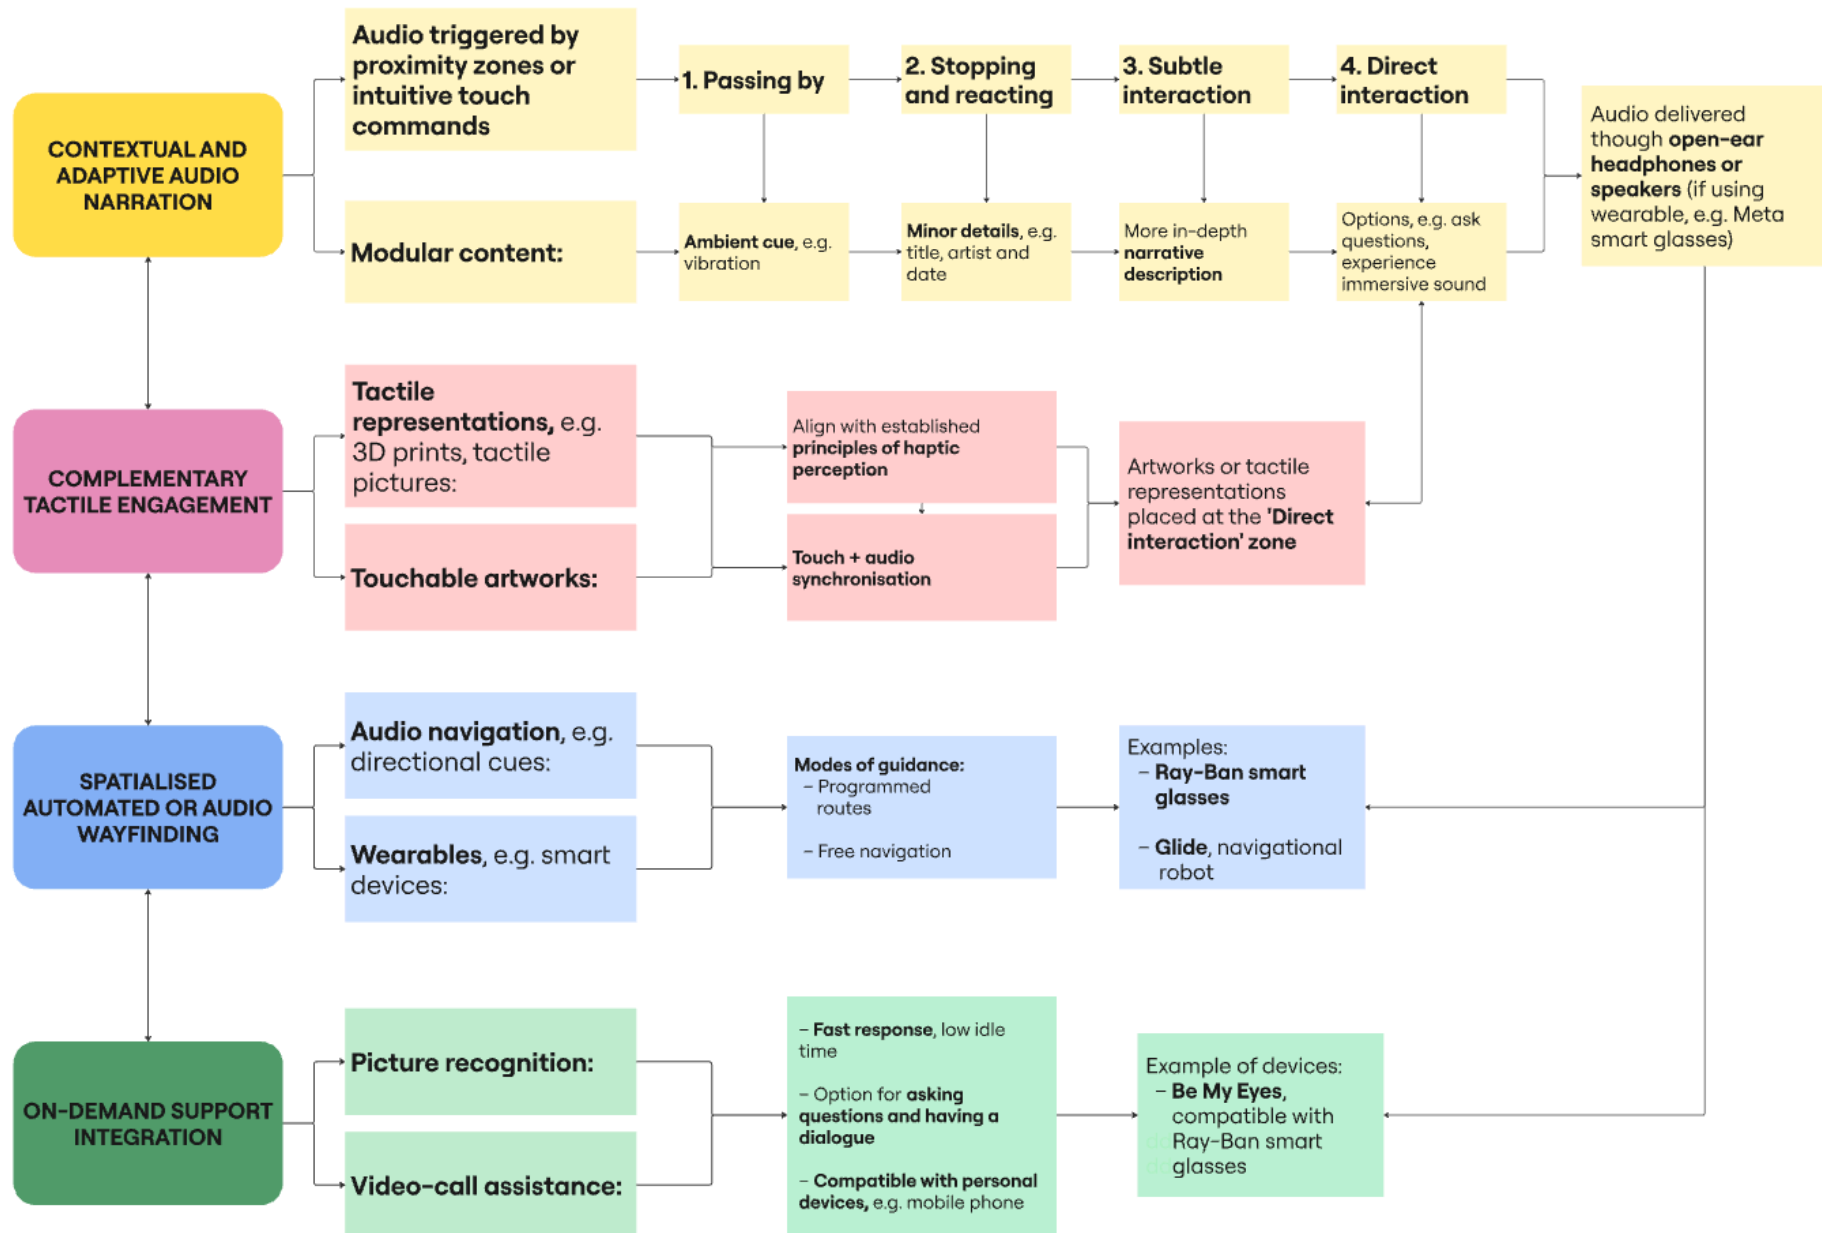 Audio triggered by
proximity zones or
intuitive touch
commands
1. Passing by
2. Stopping
and reacting
3. Subtle
interaction
4. Direct
interaction
Audio delivered
though open-ear
headphones or
speakers (if using
wearable, e.g. Meta
smart glasses)
CONTEXTUAL AND
ADAPTIVE AUDIO
NARRATION
Modular content:
Ambient cue, e.g.
vibration
Minor details, e.g.
title, artist and
date
More in-depth
narrative
description
Options, e.g. ask
questions,
experience
immersive sound
COMPLEMENTARY
TACTILE ENGAGEMENT
Tactile
representations, e.g.
3D prints, tactile
pictures:
Touchable artworks:
Align with established
principles of haptic
perception
Touch + audio
synchronisation
Artworks or tactile
representations
placed at the 'Direct
interaction' zone
SPATIALISED
AUTOMATED OR AUDIO
WAYFINDING
Audio navigation, e.g.
directional cues:
Wearables, e.g. smart
devices:
Modes of guidance:
– Programmed
routes
– Free navigation
Examples:
– Ray-Ban smart
glasses
– Glide, navigational
robot
ON-DEMAND SUPPORT
INTEGRATION
Picture recognition:
Video-call assistance:
– Fast response, low idle
time
– Option for asking
questions and having a
dialogue
– Compatible with personal
devices, e.g. mobile phone
Example of devices:
– Be My Eyes,
compatible with
Ray-Ban smart
glasses